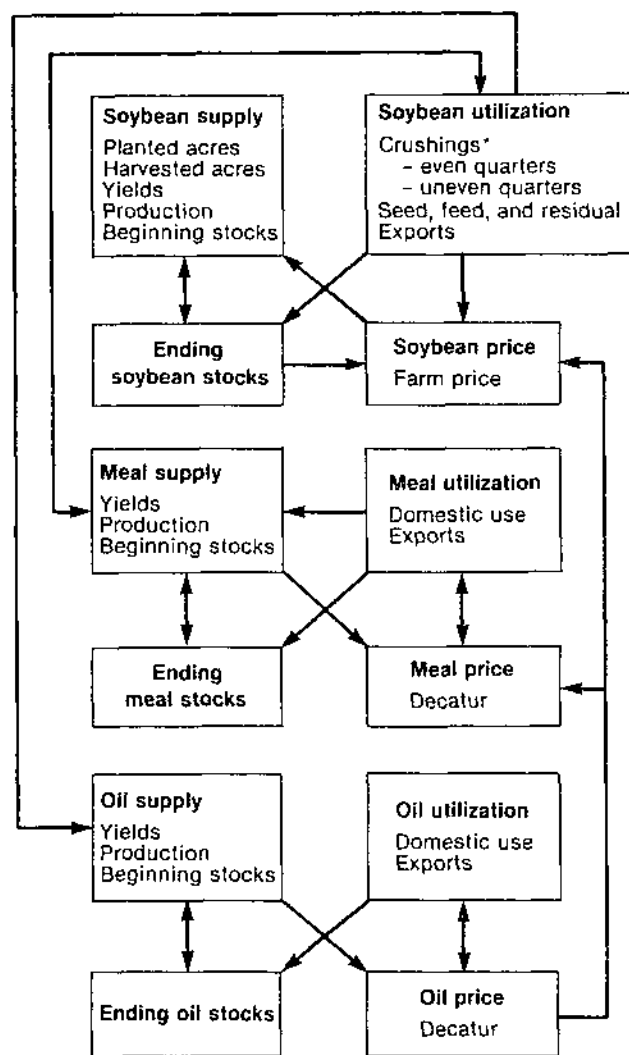 Soybean supply
Planted acres
Harvested acres
Yields
Production
Beginning stocks
Soybean utilization
Crushings*
– even quarters
– uneven quarters
Seed, feed, and residual
Exports
Ending
soybean stocks
Soybean price
Farm price
Meal supply
Yields
Production
Beginning stocks
Meal utilization
Domestic use
Exports
Ending
meal stocks
Meal price
Decatur
Oil supply
Yields
Production
Beginning stocks
Oil utilization
Domestic use
Exports
Ending oil stocks
Oil price
Decatur